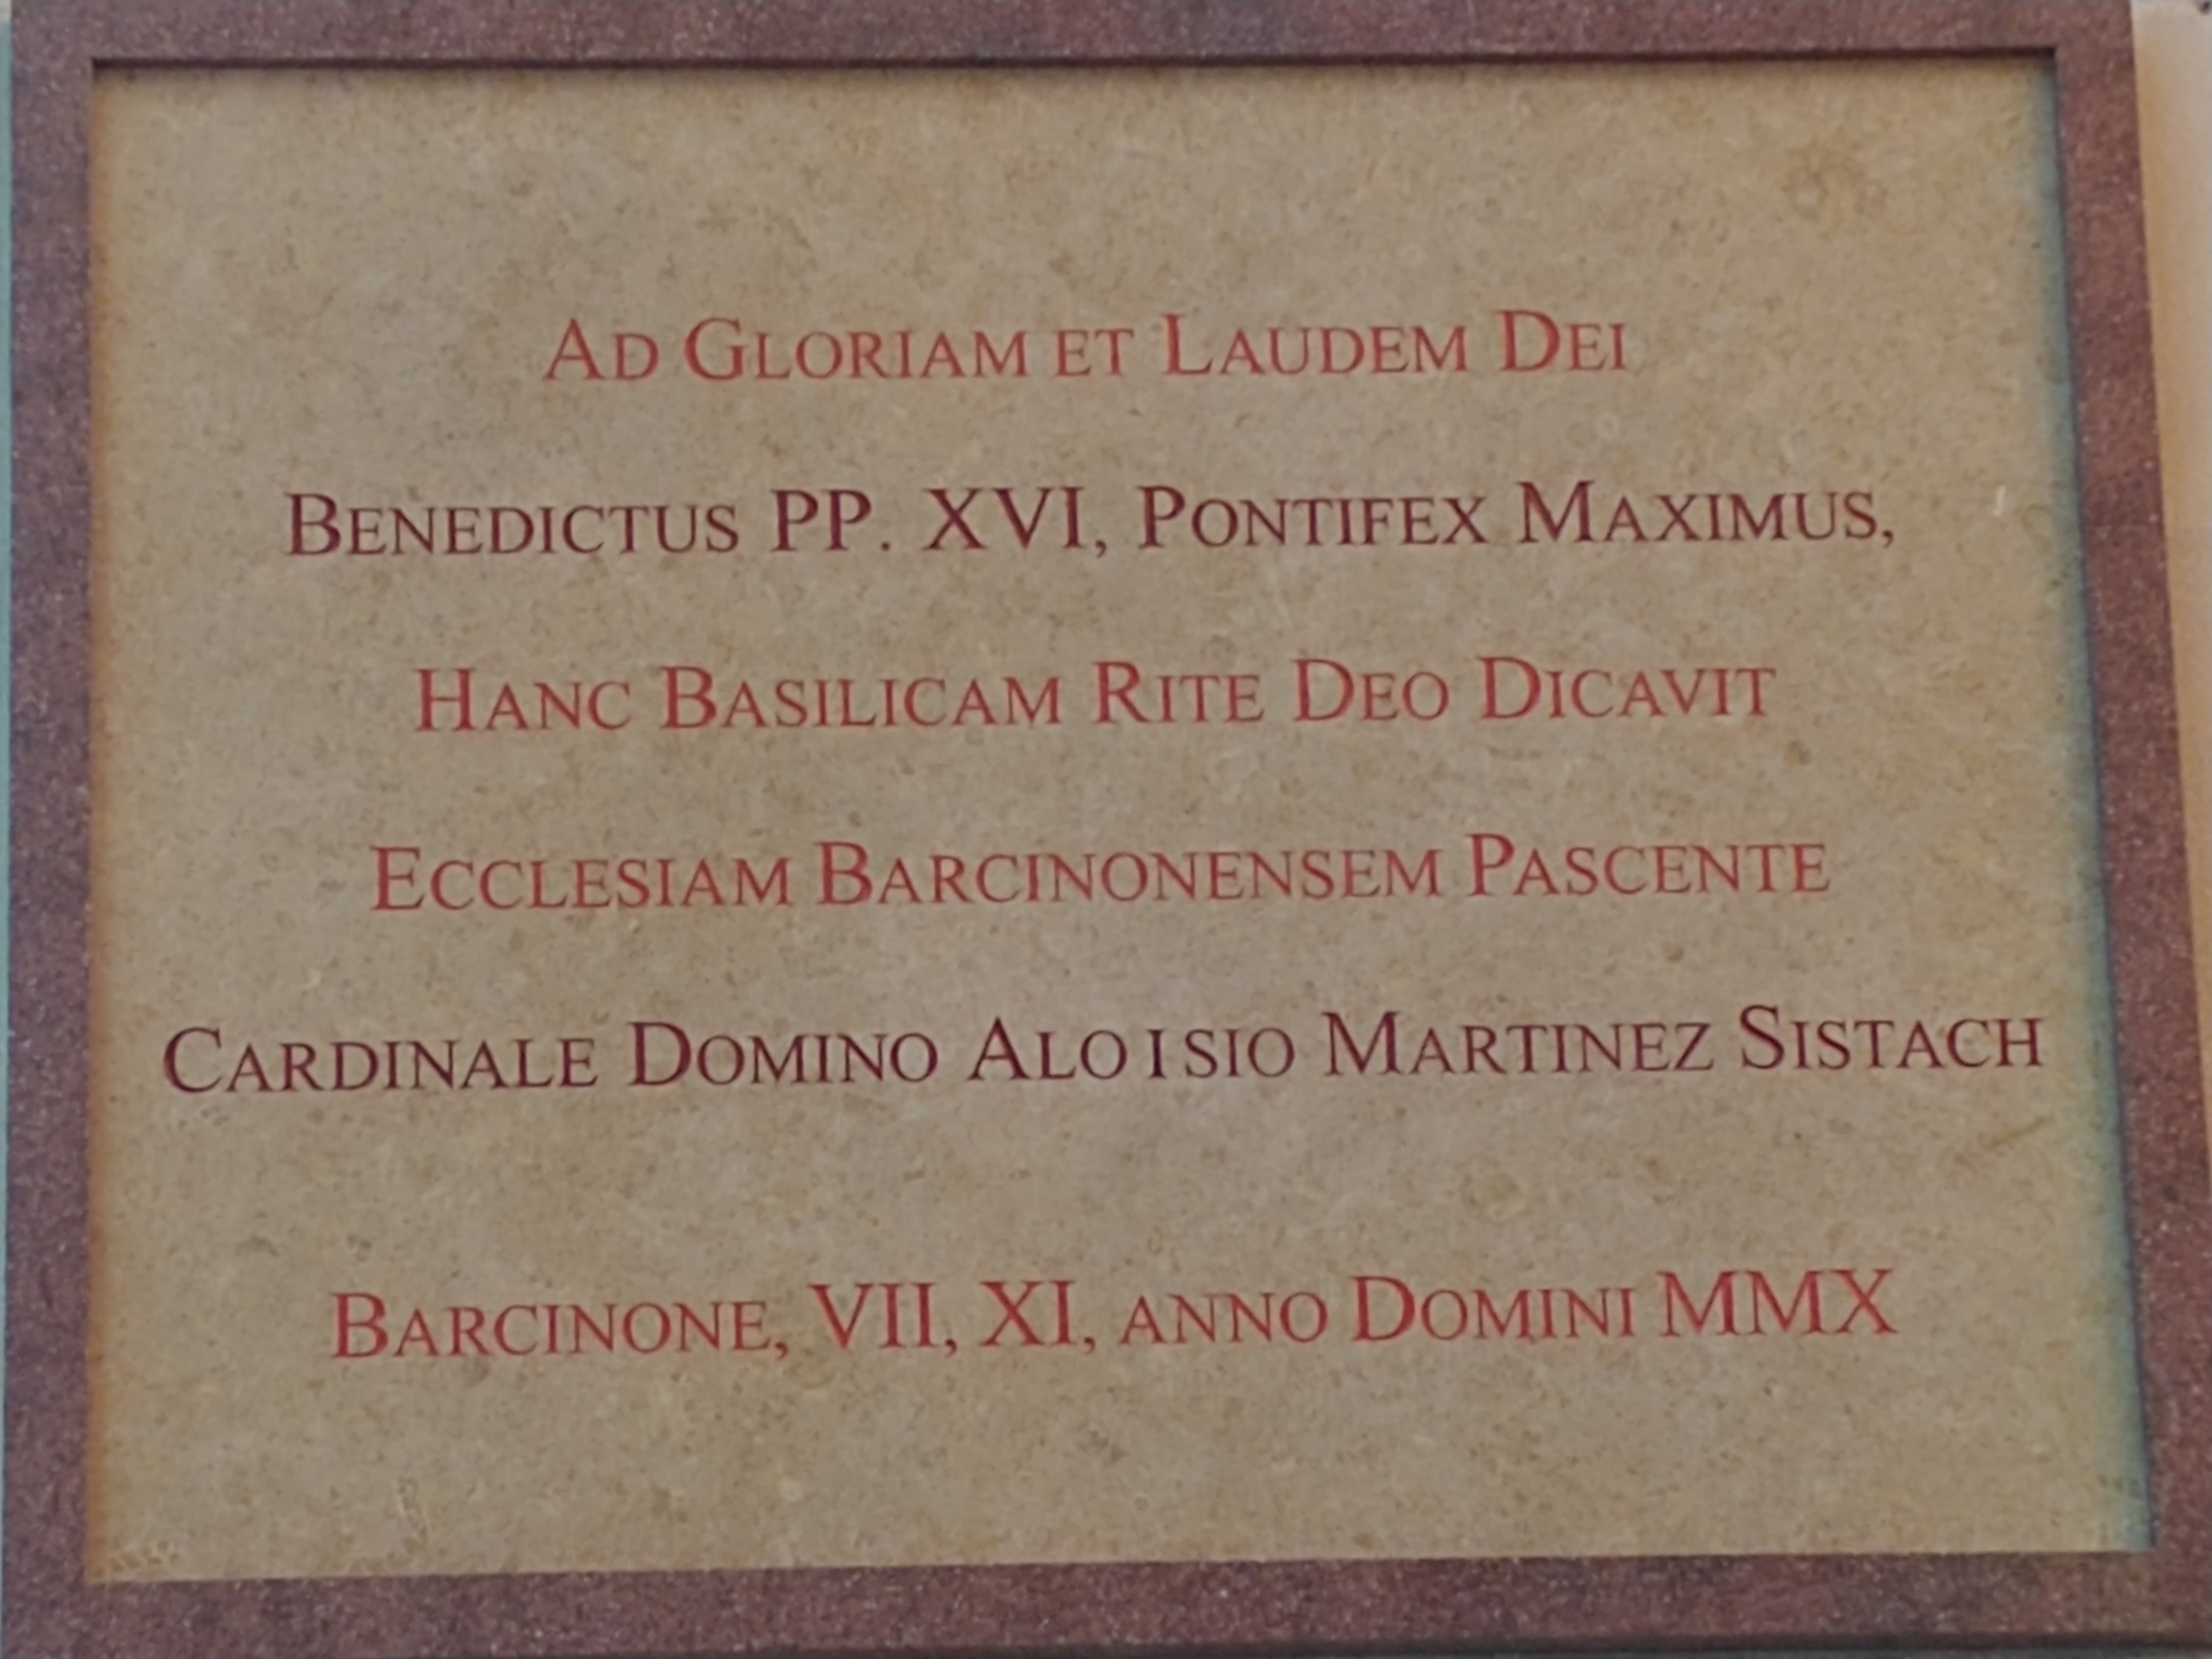 Ad Gloriam et Laudem Dei
Benedictus PP. XVI, Pontifex Maximus,
Hanc Basilicam Rite Deo Dicavit
Ecclesiam Barcinonensem Pascente
Cardinale Domino Aloisio Martinez Sistach
Barcinone, VII, XI, anno Domini MMX